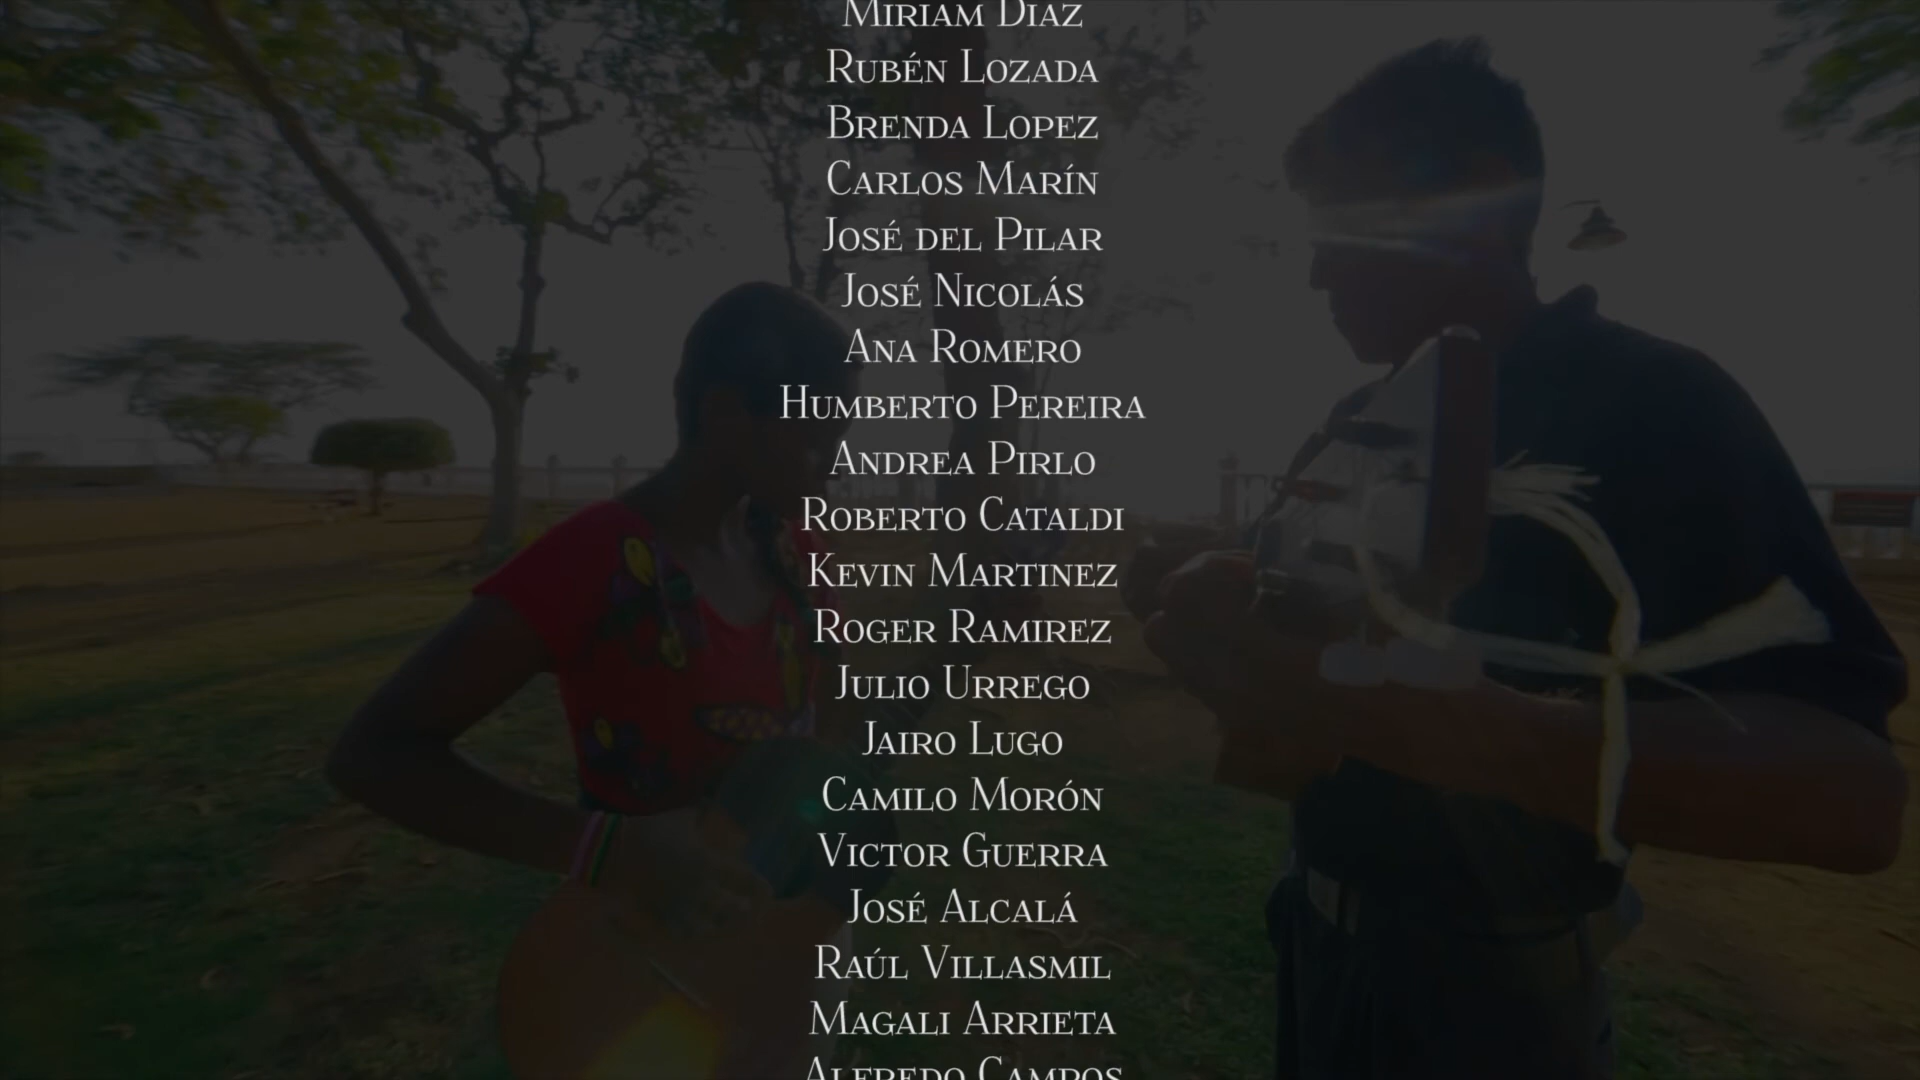 Miriam Diaz
Rubén Lozada
Brenda Lopez
Carlos Marín
José del Pilar
José Nicolás
Ana Romero
Humberto Pereira
Andrea Pirlo
Roberto Cataldi
Kevin Martinez
Roger Ramirez
Julio Urrego
Jairo Lugo
Camilo Morón
Victor Guerra
José Alcalá
Raúl Villasmil
Magali Arrieta
Alfredo Campos